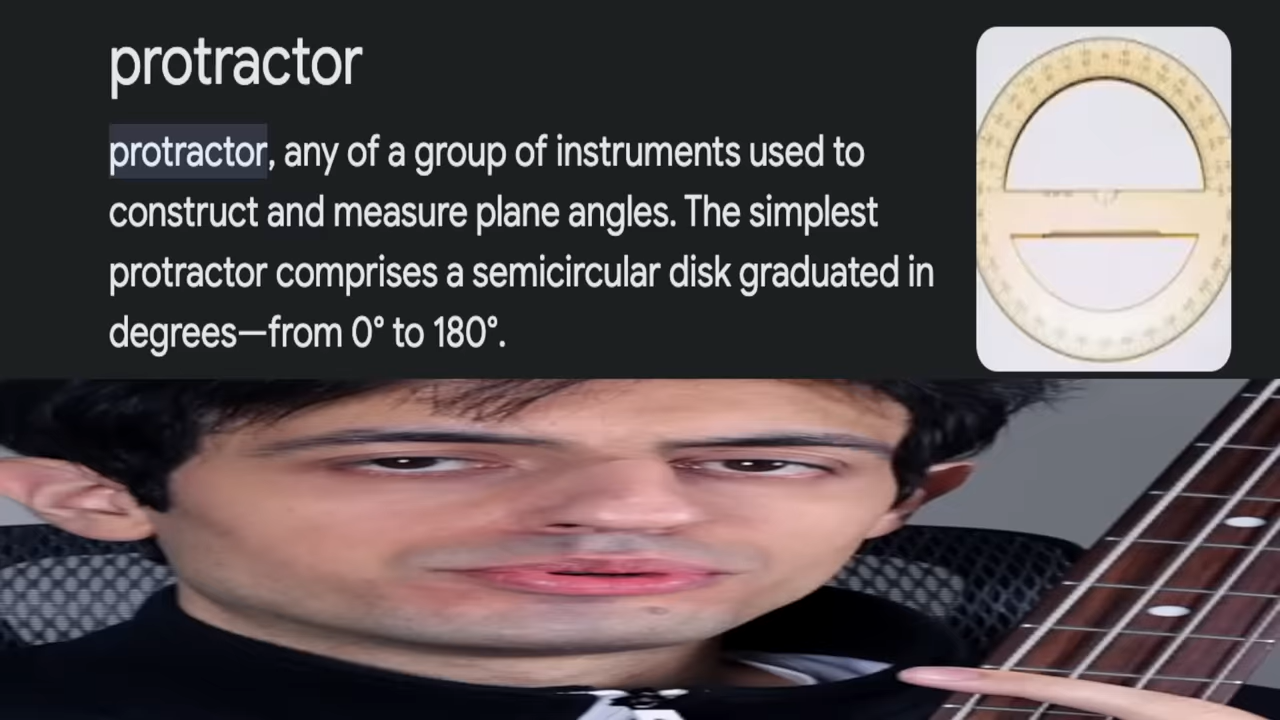 protractor
protractor, any of a group of instruments used to
construct and measure plane angles. The simplest
protractor comprises a semicircular disk graduated in
degrees—from 0° to 180°.